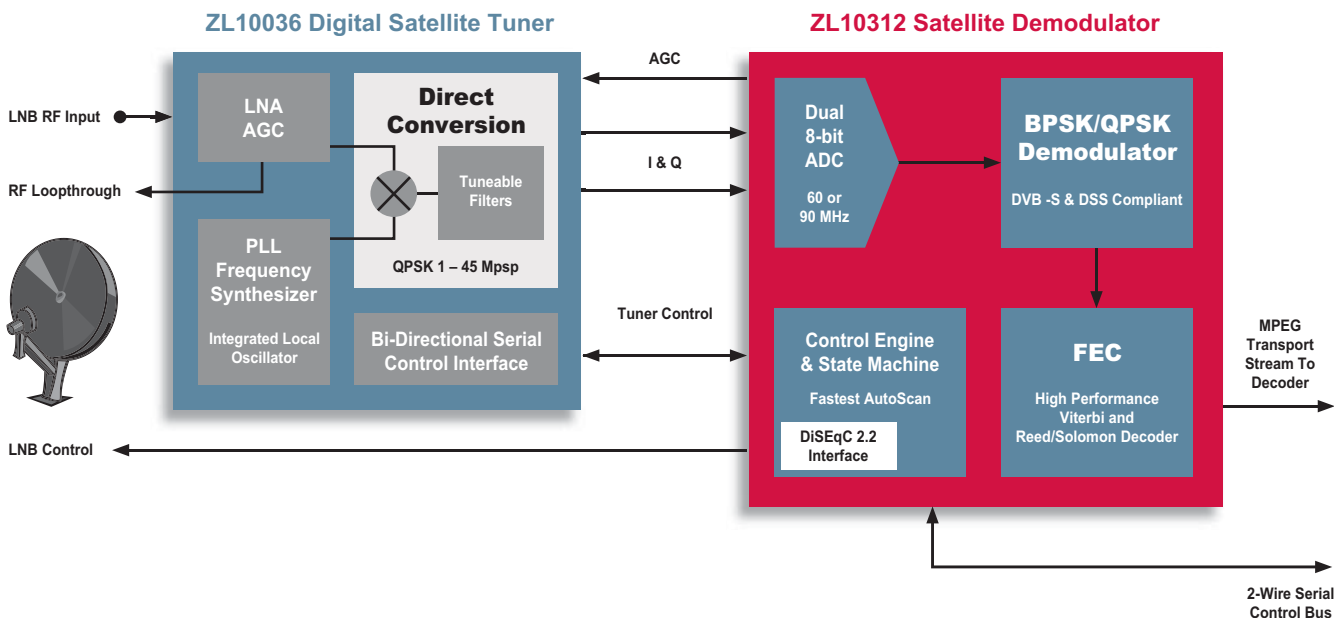 ZL10036 Digital Satellite Tuner
ZL10312 Satellite Demodulator
LNB RF Input
RF Loopthrough
LNA
AGC
Direct
Conversion
Tuneable
Filters
QPSK 1 – 45 Mpsp
PLL
Frequency
Synthesizer
Integrated Local
Oscillator
Bi-Directional Serial
Control Interface
AGC
I & Q
Tuner Control
LNB Control
Dual
8-bit
ADC
60 or
90 MHz
BPSK/QPSK
Demodulator
DVB -S & DSS Compliant
Control Engine
& State Machine
Fastest AutoScan
DiSEqC 2.2
Interface
FEC
High Performance
Viterbi and
Reed/Solomon Decoder
MPEG
Transport
Stream To
Decoder
2-Wire Serial
Control Bus